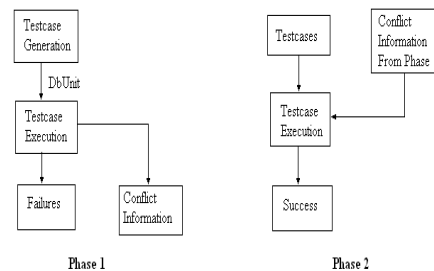 Testcase
Generation
DbUnit
Testcase
Execution
Failures
Conflict
Information
Phase 1
Testcases
Conflict
Information
From Phase
Testcase
Execution
Success
Phase 2